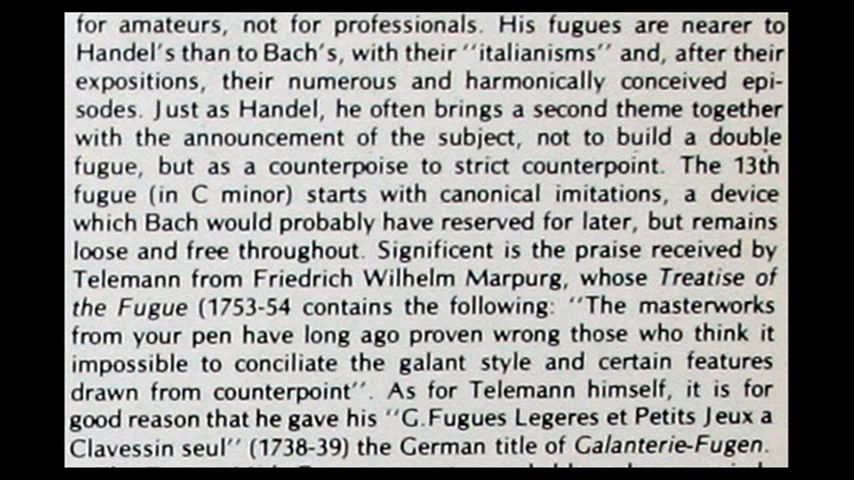 for amateurs, not for professionals. His fugues are nearer to
Handel's than to Bach's, with their "italianisms" and, after their
expositions, their numerous and harmonically conceived epi-
sodes. Just as Handel, he often brings a second theme together
with the announcement of the subject, not to build a double
fugue, but as a counterpoise to strict counterpoint. The 13th
fugue (in C minor) starts with canonical imitations, a device
which Bach would probably have reserved for later, but remains
loose and free throughout. Significent is the praise received by
Telemann from Friedrich Wilhelm Marpurg, whose Treatise of
the Fugue (1753-54 contains the following: "The masterworks
from your pen have long ago proven wrong those who think it
impossible to conciliate the galant style and certain features
drawn from counterpoint". As for Telemann himself, it is for
good reason that he gave his "G.Fugues Legeres et Petits Jeux a
Clavessin seul" (1738-39) the German title of Galanterie-Fugen.